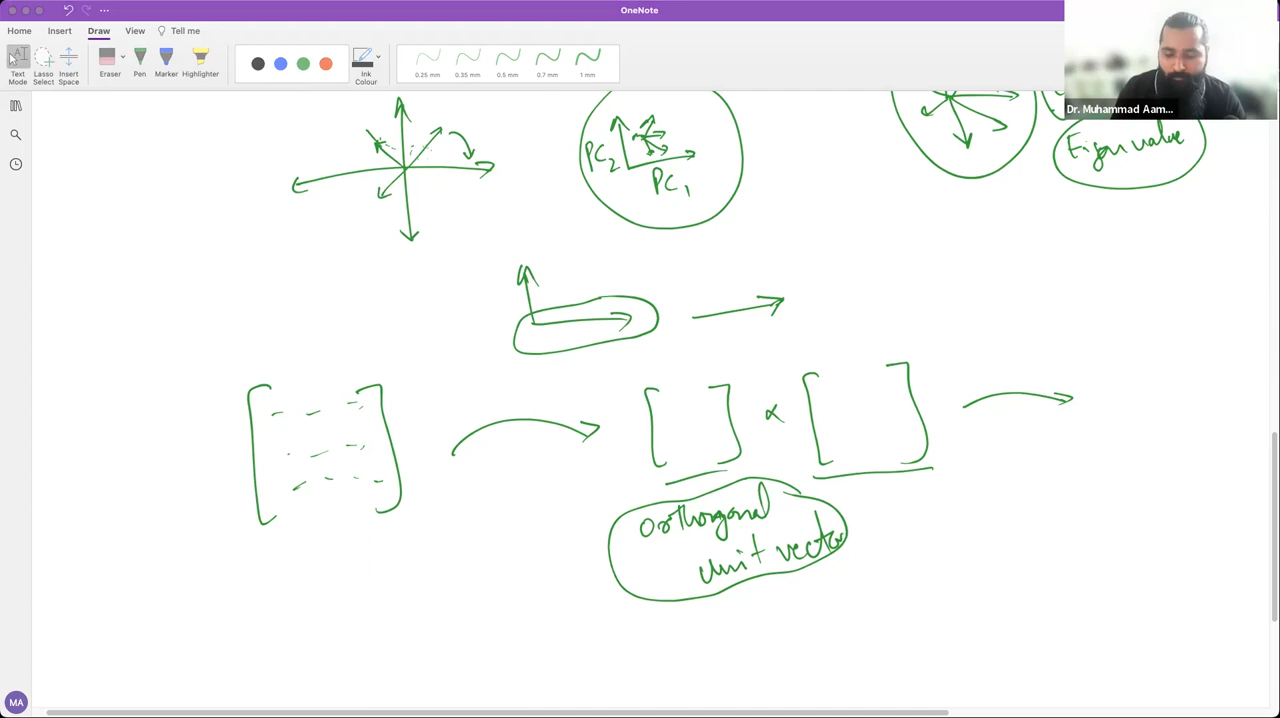 OneNote
Home Insert Draw View Tell me
Text Mode
Lasso Select
Insert Space
Eraser
Pen
Marker
Highlighter
Ink Colour
0.25 mm
0.35 mm
0.5 mm
0.7 mm
1 mm
Dr. Muhammad Aam...
PC2
PC1
Eigen value
∝
Orthogonal
unit vector
MA